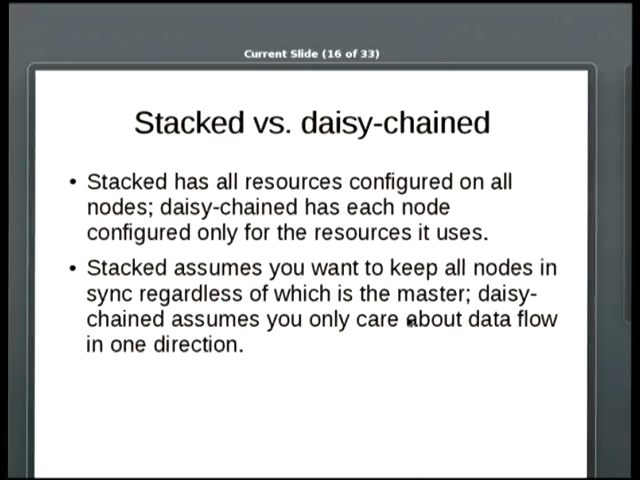 Current Slide (16 of 33)
Stacked vs. daisy-chained
• Stacked has all resources configured on all
nodes; daisy-chained has each node
configured only for the resources it uses.
• Stacked assumes you want to keep all nodes in
sync regardless of which is the master; daisy-
chained assumes you only care about data flow
in one direction.